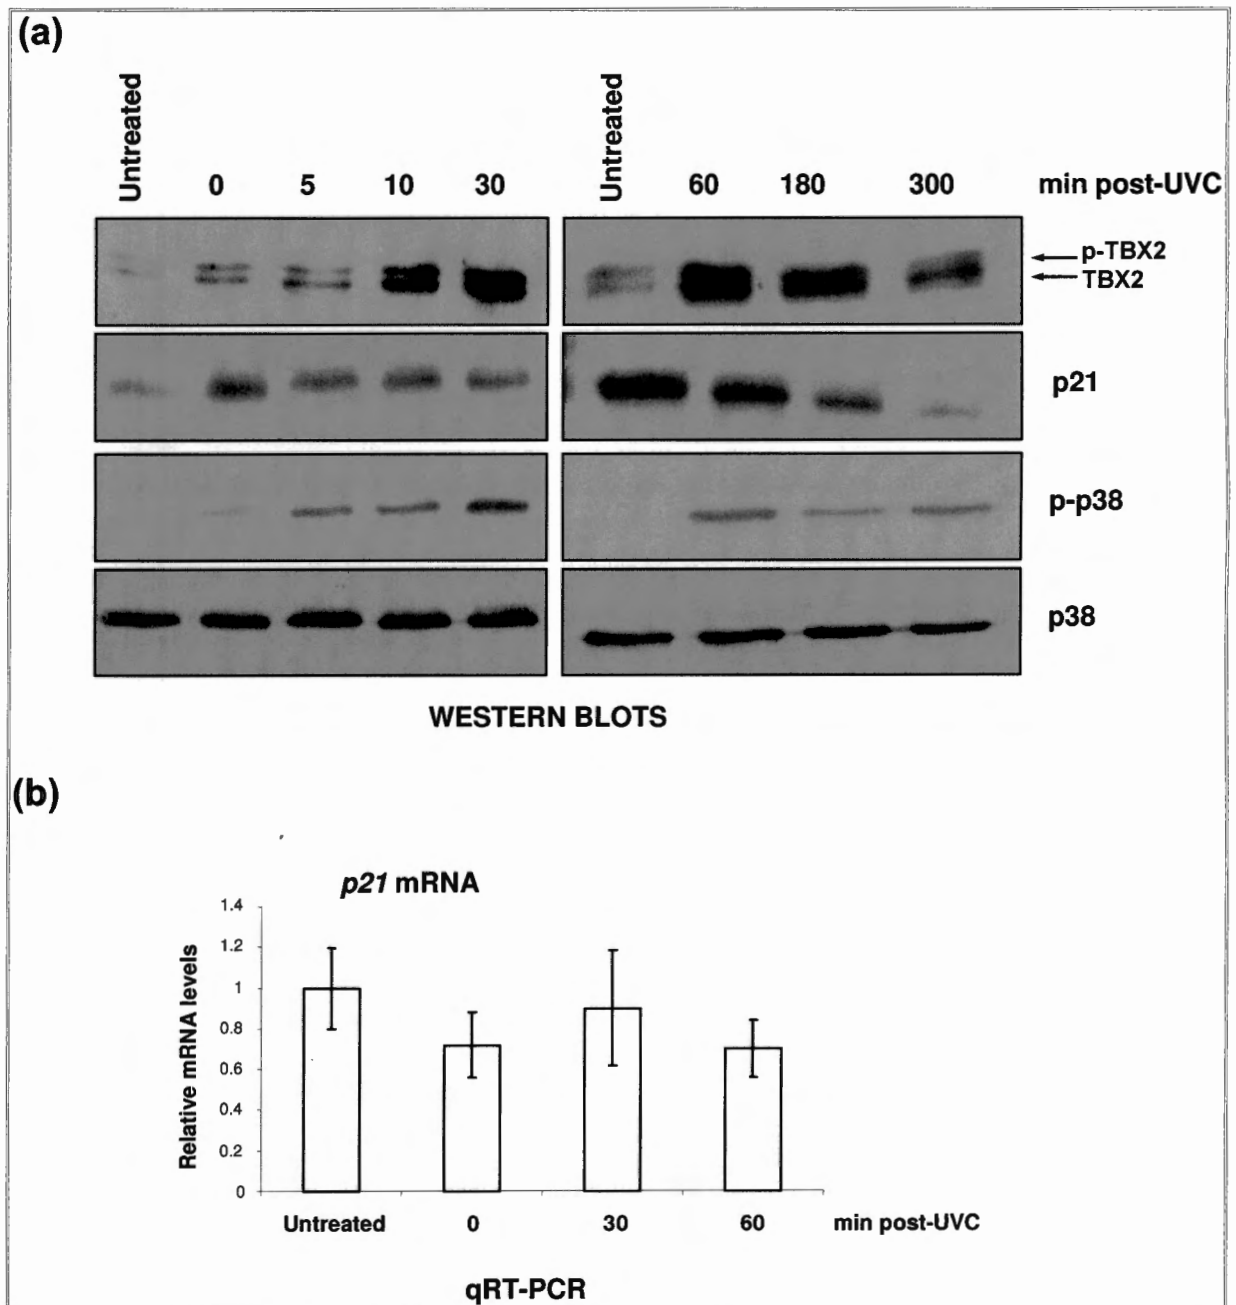 (a)
Untreated 0 5 10 30 Untreated 60 180 300 min post-UVC
p-TBX2
TBX2
p21
p-p38
p38
WESTERN BLOTS
(b)
p21 mRNA
Relative mRNA levels
1.4
1.2
1
0.8
0.6
0.4
0.2
0
Untreated 0 30 60 min post-UVC
qRT-PCR